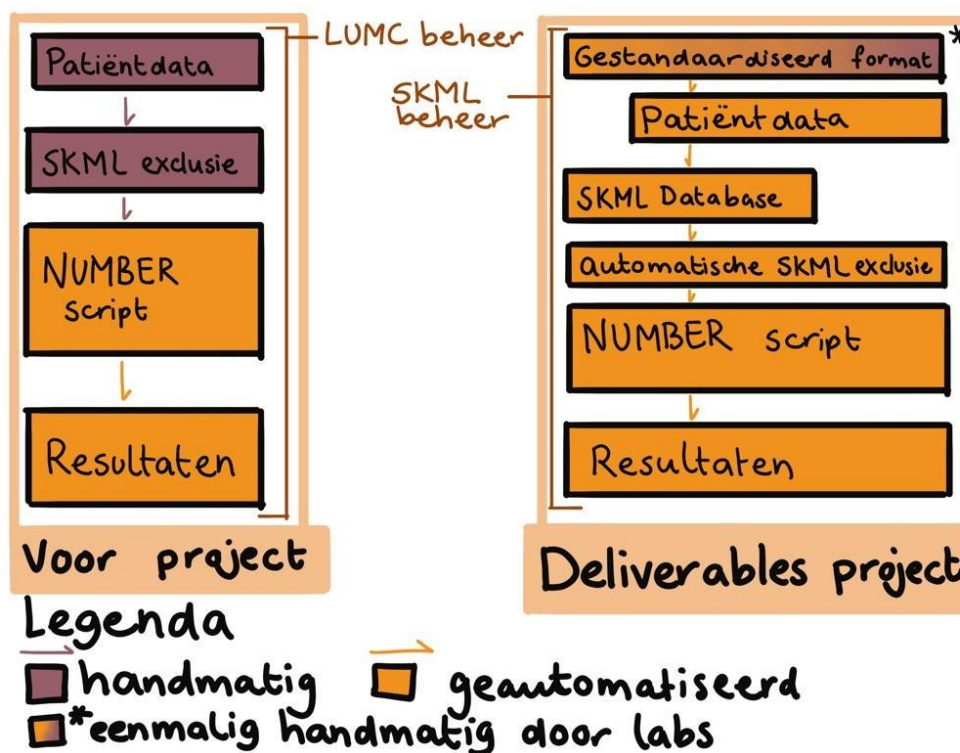 Patiëntdata
SKML exclusie
NUMBER
script
Resultaten
Voor project
LUMC beheer
SKML
beheer
Gestandaardiseerd format *
Patiëntdata
SKML Database
automatische SKML exclusie
NUMBER script
Resultaten
Deliverables project
Legenda
handmatig geautomatiseerd
*eenmalig handmatig door labs